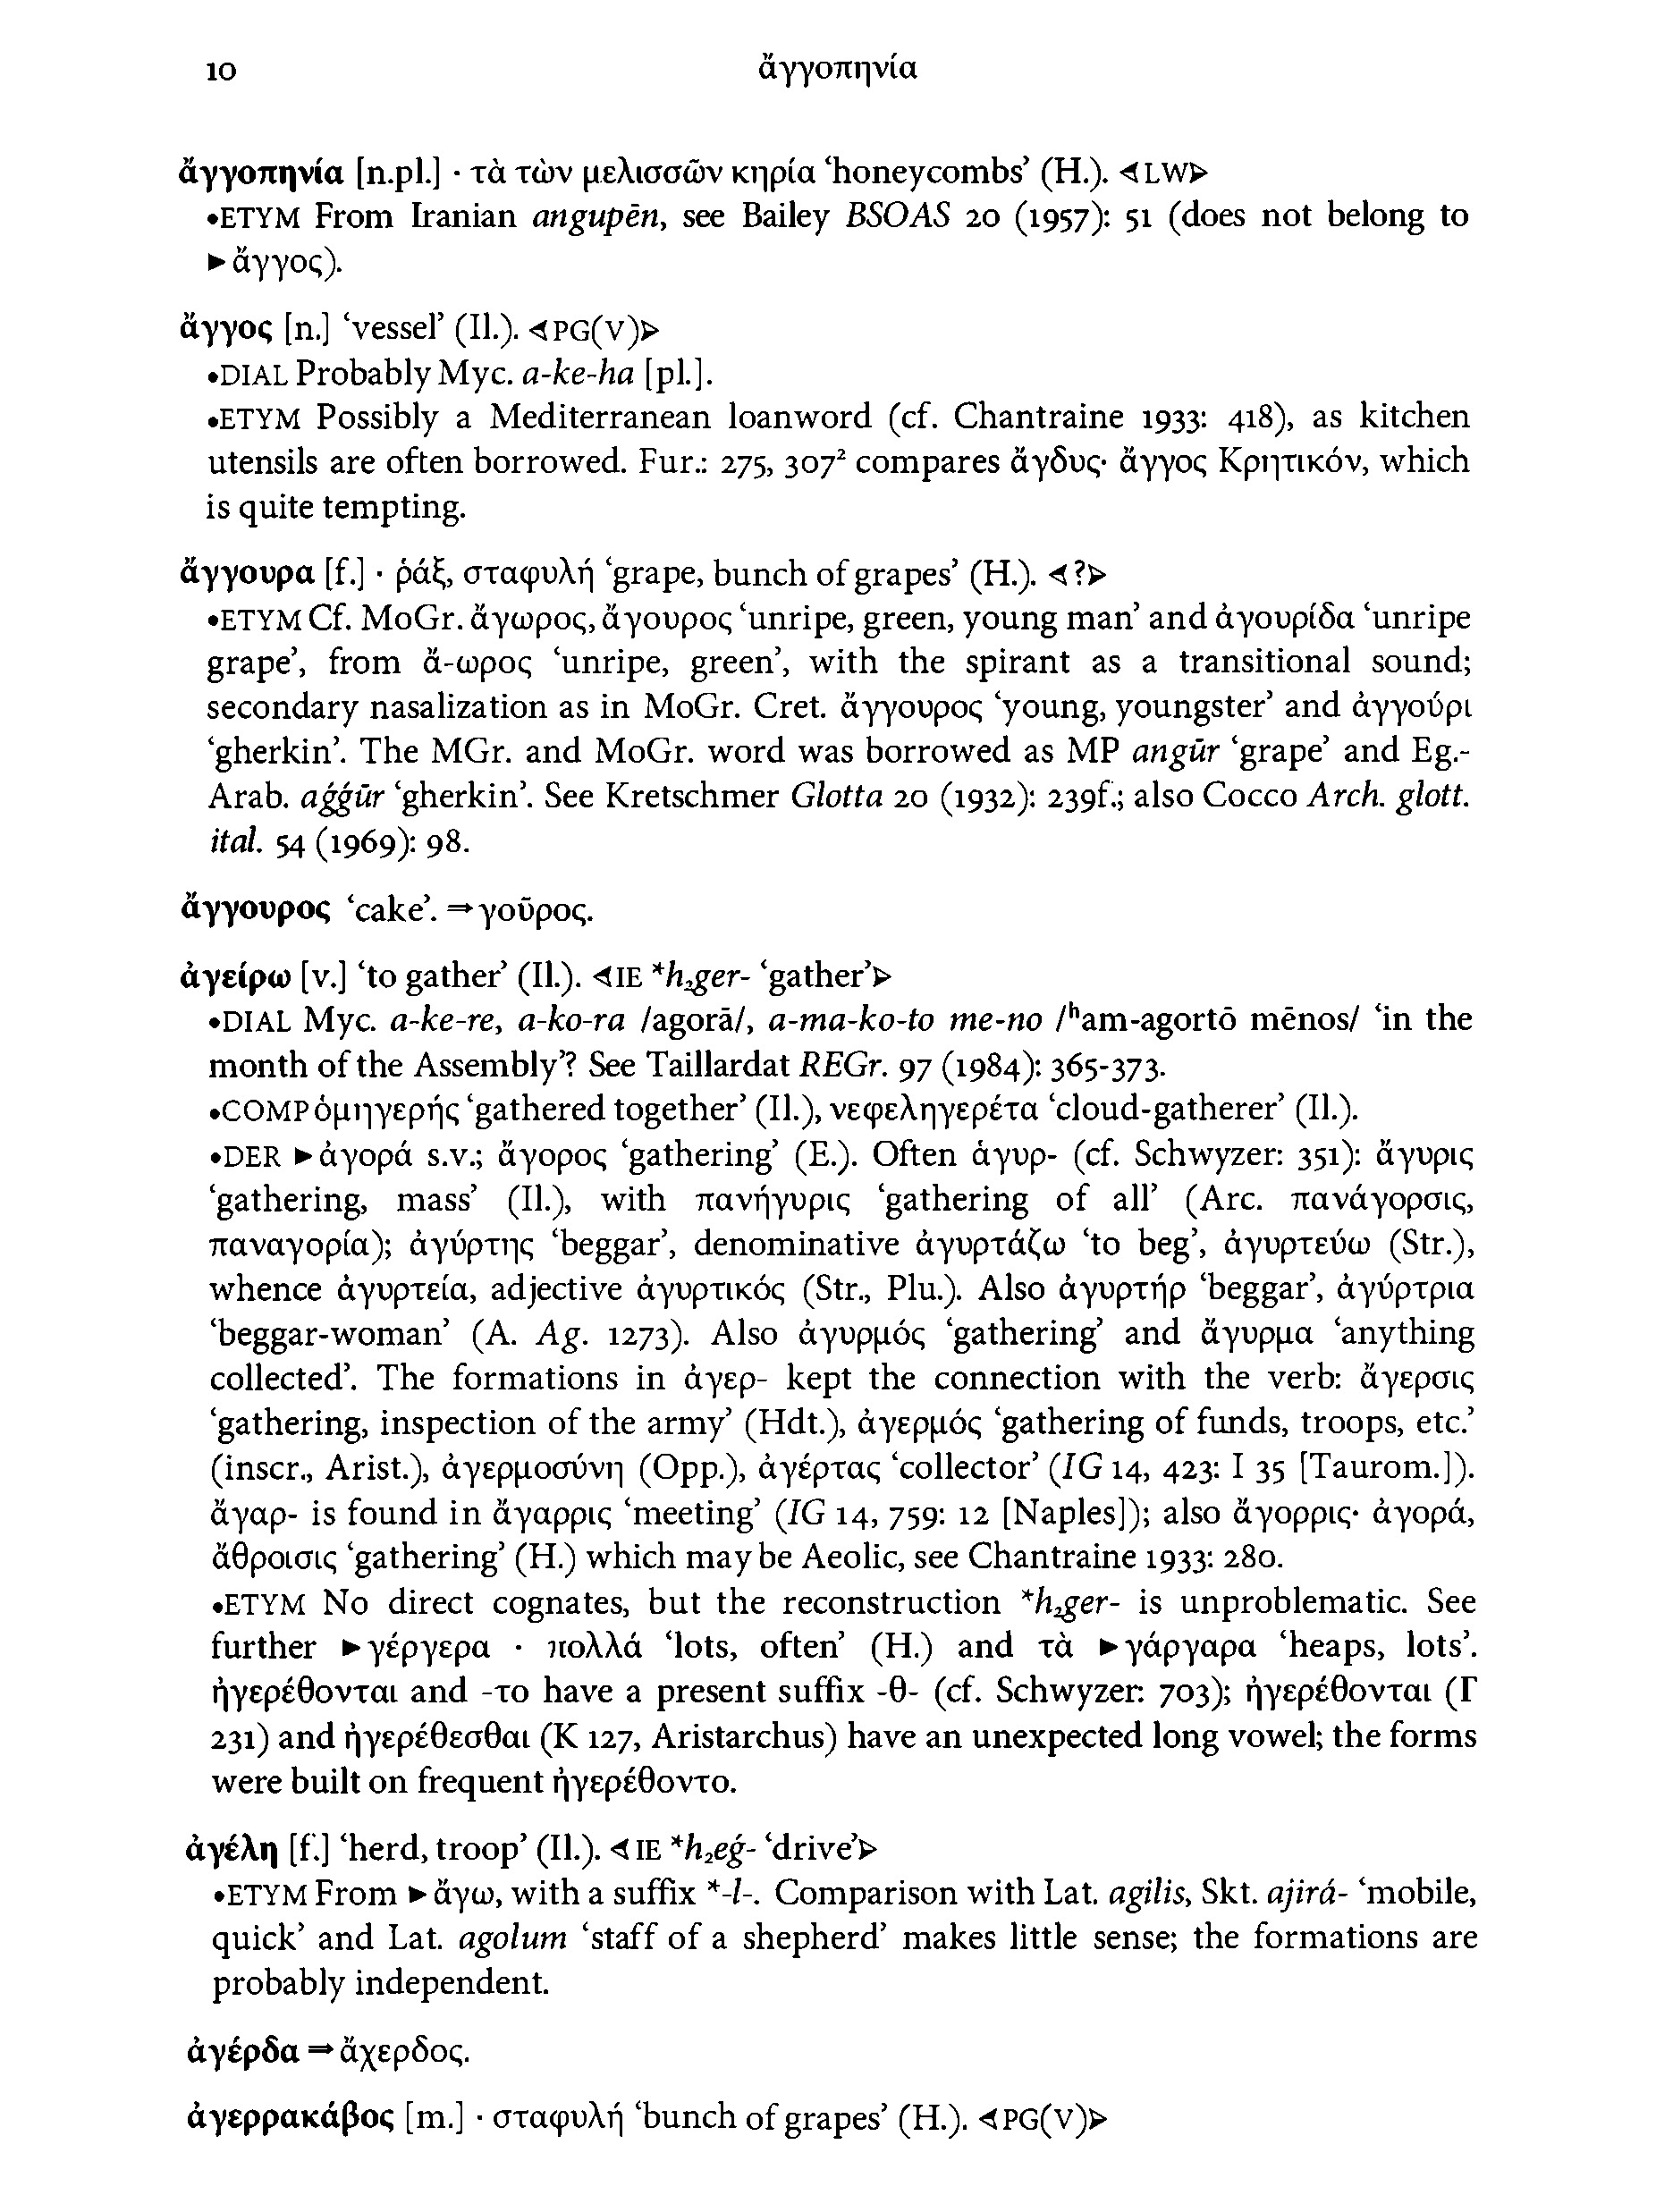 10
ἄγγοπηνία
ἄγγοπηνία [n.pl.] · τὰ τὼν μελισσῶν κηρία ‘honeycombs’ (H.). ⊲LW⊳
•ETYM From Iranian angupēn, see Bailey BSOAS 20 (1957): 51 (does not belong to
►ἄγγος).
ἄγγος [n.] ‘vessel’ (Il.). ⊲PG(V)⊳
•DIAL Probably Myc. a-ke-ha [pl.].
•ETYM Possibly a Mediterranean loanword (cf. Chantraine 1933: 418), as kitchen
utensils are often borrowed. Fur.: 275, 307² compares ἄγδυς· ἄγγος Κρητικόν, which
is quite tempting.
ἄγγουρα [f.] · ῥάξ, σταφυλή ‘grape, bunch of grapes’ (H.). ⊲?⊳
•ETYM Cf. MoGr. ἄγωρος, ἄγουρος ‘unripe, green, young man’ and ἀγουρίδα ‘unripe
grape’, from ἄ-ωρος ‘unripe, green’, with the spirant as a transitional sound;
secondary nasalization as in MoGr. Cret. ἄγγουρος ‘young, youngster’ and ἀγγούρι
‘gherkin’. The MGr. and MoGr. word was borrowed as MP angūr ‘grape’ and Eg.-
Arab. aǵǵūr ‘gherkin’. See Kretschmer Glotta 20 (1932): 239f.; also Cocco Arch. glott.
ital. 54 (1969): 98.
ἄγγουρος ‘cake’. ⇒γοῦρος.
ἀγείρω [v.] ‘to gather’ (Il.). ⊲IE *h₂ger- ‘gather’⊳
•DIAL Myc. a-ke-re, a-ko-ra /agorā/, a-ma-ko-to me-no /ʰam-agortō mēnos/ ‘in the
month of the Assembly’? See Taillardat REGr. 97 (1984): 365-373.
•COMP ὁμηγερής ‘gathered together’ (Il.), νεφεληγερέτα ‘cloud-gatherer’ (Il.).
•DER ►ἀγορά s.v.; ἄγορος ‘gathering’ (E.). Often ἀγυρ- (cf. Schwyzer: 351): ἄγυρις
‘gathering, mass’ (Il.), with πανήγυρις ‘gathering of all’ (Arc. πανάγορσις,
παναγορία); ἀγύρτης ‘beggar’, denominative ἀγυρτάζω ‘to beg’, ἀγυρτεύω (Str.),
whence ἀγυρτεία, adjective ἀγυρτικός (Str., Plu.). Also ἀγυρτήρ ‘beggar’, ἀγύρτρια
‘beggar-woman’ (A. Ag. 1273). Also ἀγυρμός ‘gathering’ and ἄγυρμα ‘anything
collected’. The formations in ἀγερ- kept the connection with the verb: ἄγερσις
‘gathering, inspection of the army’ (Hdt.), ἀγερμός ‘gathering of funds, troops, etc.’
(inscr., Arist.), ἀγερμοσύνη (Opp.), ἀγέρτας ‘collector’ (IG 14, 423: I 35 [Taurom.]).
ἄγαρ- is found in ἄγαρρις ‘meeting’ (IG 14, 759: 12 [Naples]); also ἄγορρις· ἀγορά,
ἄθροισις ‘gathering’ (H.) which may be Aeolic, see Chantraine 1933: 280.
•ETYM No direct cognates, but the reconstruction *h₂ger- is unproblematic. See
further ►γέργερα · πολλά ‘lots, often’ (H.) and τὰ ►γάργαρα ‘heaps, lots’.
ἠγερέθονται and -το have a present suffix -θ- (cf. Schwyzer: 703); ἠγερέθονται (Γ
231) and ἠγερέθεσθαι (Κ 127, Aristarchus) have an unexpected long vowel; the forms
were built on frequent ἠγερέθοντο.
ἀγέλη [f.] ‘herd, troop’ (Il.). ⊲IE *h₂eǵ- ‘drive’⊳
•ETYM From ►ἄγω, with a suffix *-l-. Comparison with Lat. agilis, Skt. ajirá- ‘mobile,
quick’ and Lat. agolum ‘staff of a shepherd’ makes little sense; the formations are
probably independent.
ἀγέρδα ⇒ἄχερδος.
ἀγερρακάβος [m.] · σταφυλή ‘bunch of grapes’ (H.). ⊲PG(V)⊳